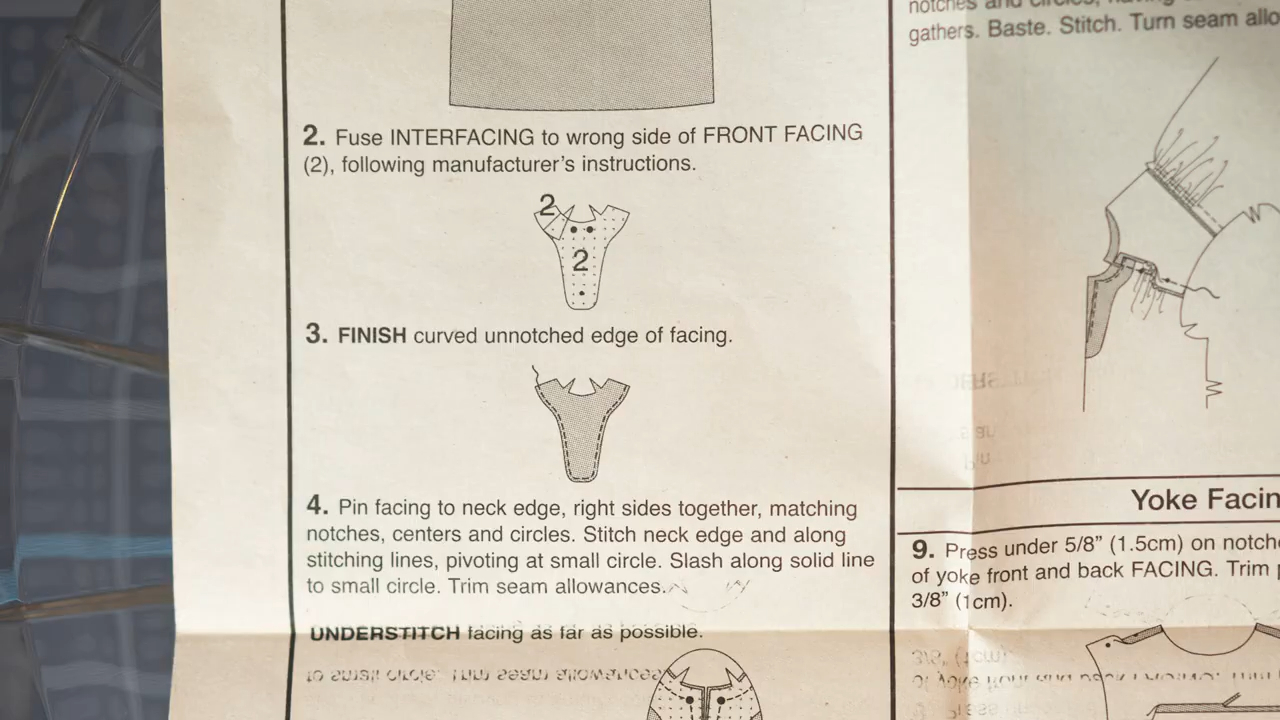 2. Fuse INTERFACING to wrong side of FRONT FACING
(2), following manufacturer's instructions.
2
2
3. FINISH curved unnotched edge of facing.
4. Pin facing to neck edge, right sides together, matching
notches, centers and circles. Stitch neck edge and along
stitching lines, pivoting at small circle. Slash along solid line
to small circle. Trim seam allowances.
UNDERSTITCH facing as far as possible.
notches and circles,
gathers. Baste. Stitch. Turn seam allo
Yoke Facin
9. Press under 5/8" (1.5cm) on notch
of yoke front and back FACING. Trim
3/8" (1cm).